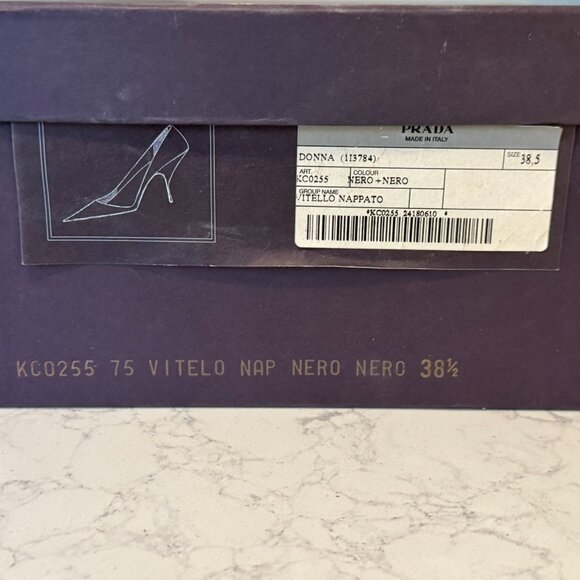 PRADA
MADE IN ITALY
DONNA (1I3784)/ SIZE 38,5
ART. COLOUR
KC0255 NERO+NERO
GROUP NAME
VITELLO NAPPATO
*KC0255 24180610 *
KC0255 75 VITELO NAP NERO NERO 38½